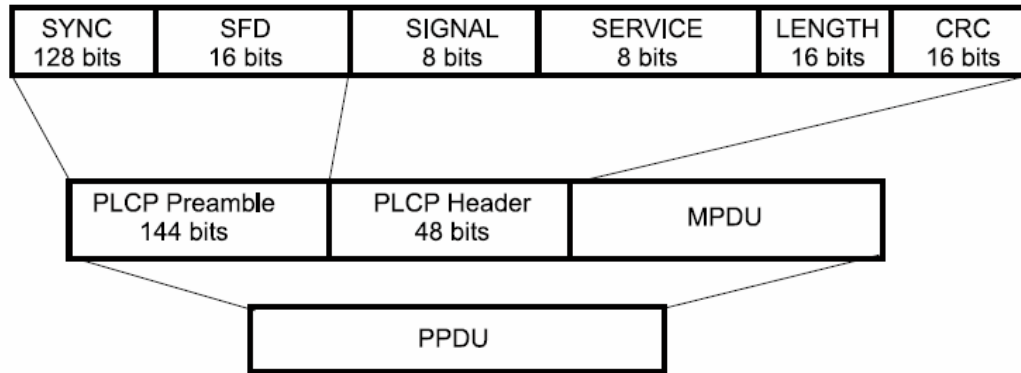 SYNC
128 bits
SFD
16 bits
SIGNAL
8 bits
SERVICE
8 bits
LENGTH
16 bits
CRC
16 bits
PLCP Preamble
144 bits
PLCP Header
48 bits
MPDU
PPDU